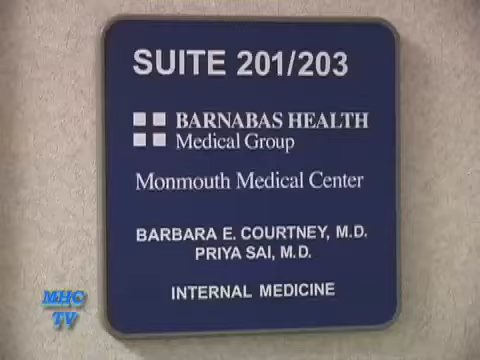 SUITE 201/203
BARNABAS HEALTH
Medical Group
Monmouth Medical Center
BARBARA E. COURTNEY, M.D.
PRIYA SAI, M.D.
INTERNAL MEDICINE
MHC
TV